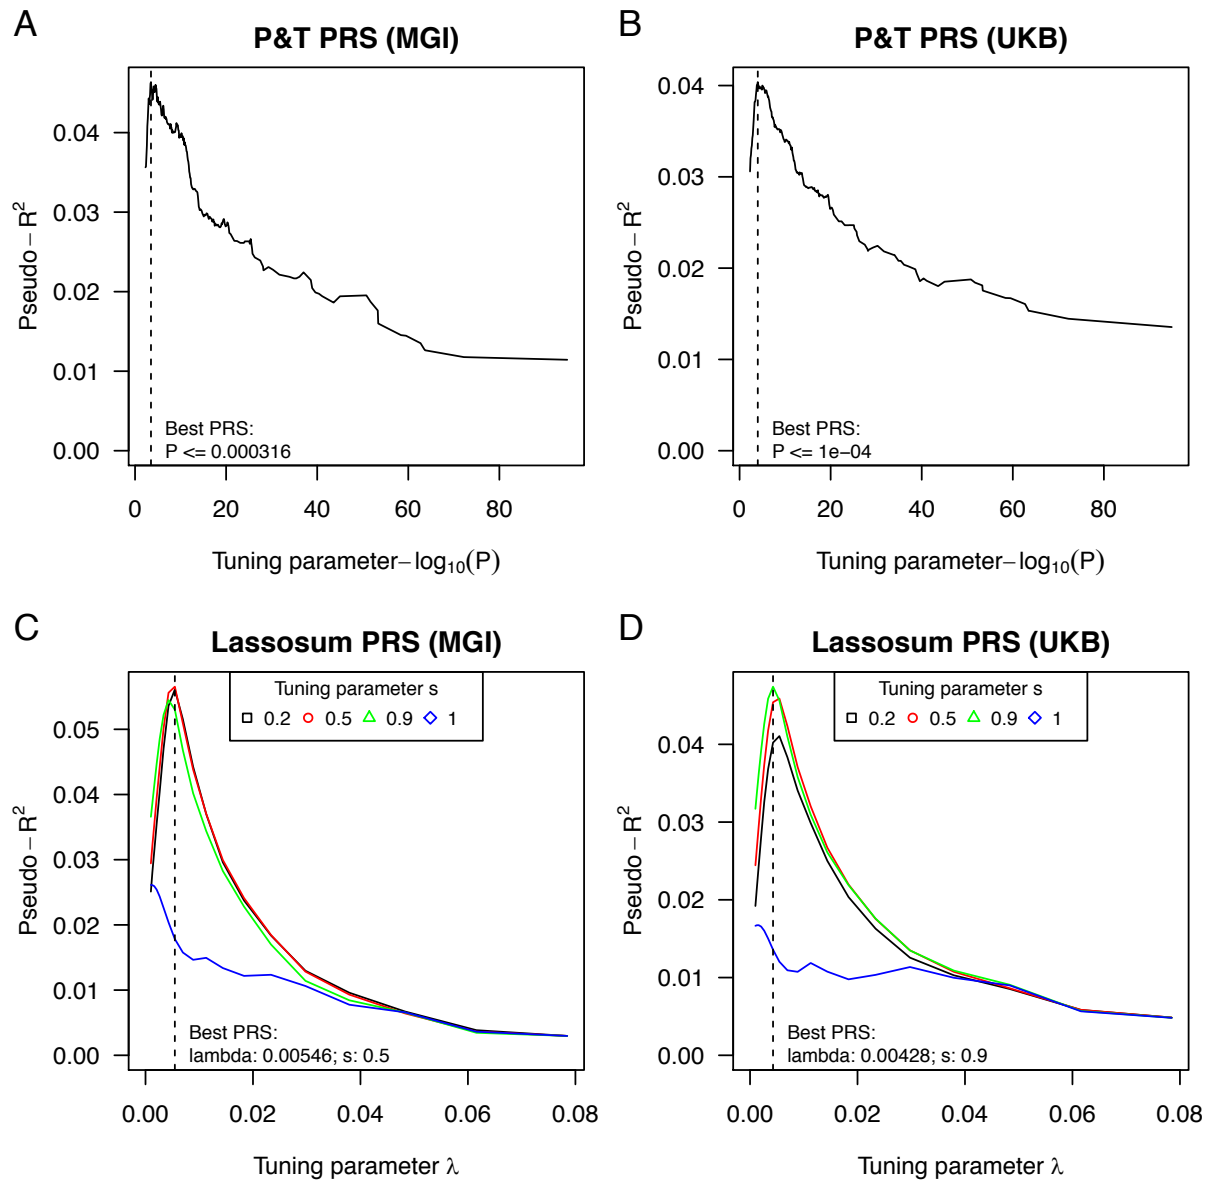 A
P&T PRS (MGI)
Pseudo−R²
0.04
0.03
0.02
0.01
0.00
Best PRS:
P <= 0.000316
0 20 40 60 80
Tuning parameter−log₁₀(P)
B
P&T PRS (UKB)
Pseudo−R²
0.04
0.03
0.02
0.01
0.00
Best PRS:
P <= 1e−04
0 20 40 60 80
Tuning parameter−log₁₀(P)
C
Lassosum PRS (MGI)
Tuning parameter s
0.2 0.5 0.9 1
Pseudo−R²
0.05
0.04
0.03
0.02
0.01
0.00
Best PRS:
lambda: 0.00546; s: 0.5
0.00 0.02 0.04 0.06 0.08
Tuning parameter λ
D
Lassosum PRS (UKB)
Tuning parameter s
0.2 0.5 0.9 1
Pseudo−R²
0.04
0.03
0.02
0.01
0.00
Best PRS:
lambda: 0.00428; s: 0.9
0.00 0.02 0.04 0.06 0.08
Tuning parameter λ